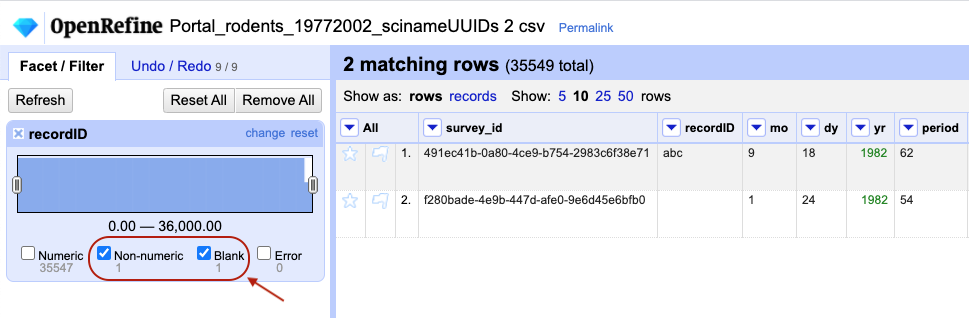 OpenRefine Portal_rodents_19772002_scinameUUIDs 2 csv Permalink
Facet / Filter Undo / Redo 9 / 9
Refresh Reset All Remove All
recordID change reset
0.00 — 36,000.00
Numeric Non-numeric Blank Error
35547 1 1 0
2 matching rows (35549 total)
Show as: rows records Show: 5 10 25 50 rows
All survey_id recordID mo dy yr period
1. 491ec41b-0a80-4ce9-b754-2983c6f38e71 abc 9 18 1982 62
2. f280bade-4e9b-447d-afe0-9e6d45e6bfb0 1 24 1982 54